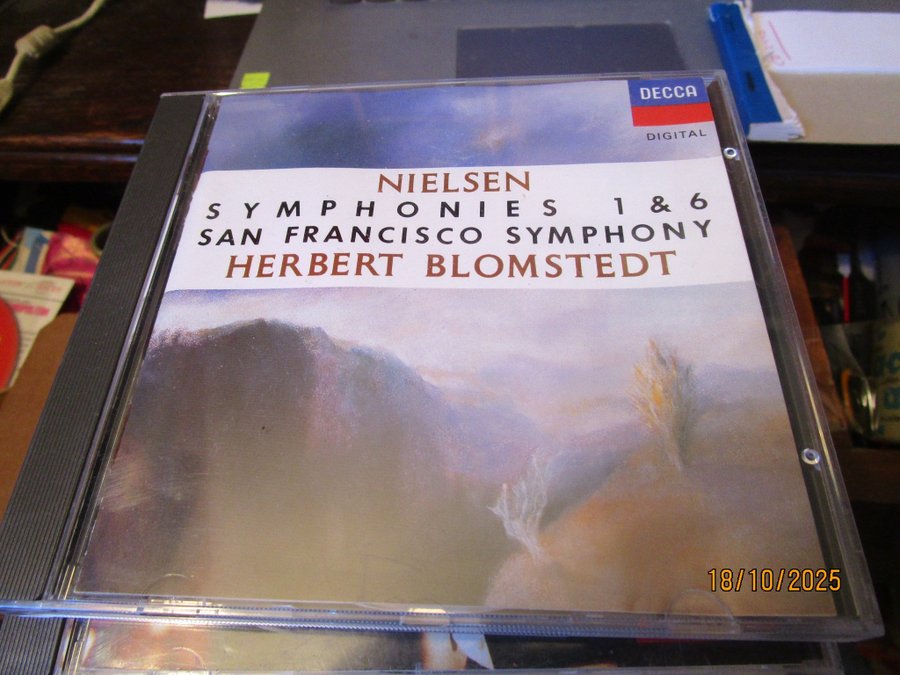 DECCA
DIGITAL
NIELSEN
SYMPHONIES 1 & 6
SAN FRANCISCO SYMPHONY
HERBERT BLOMSTEDT
18/10/2025